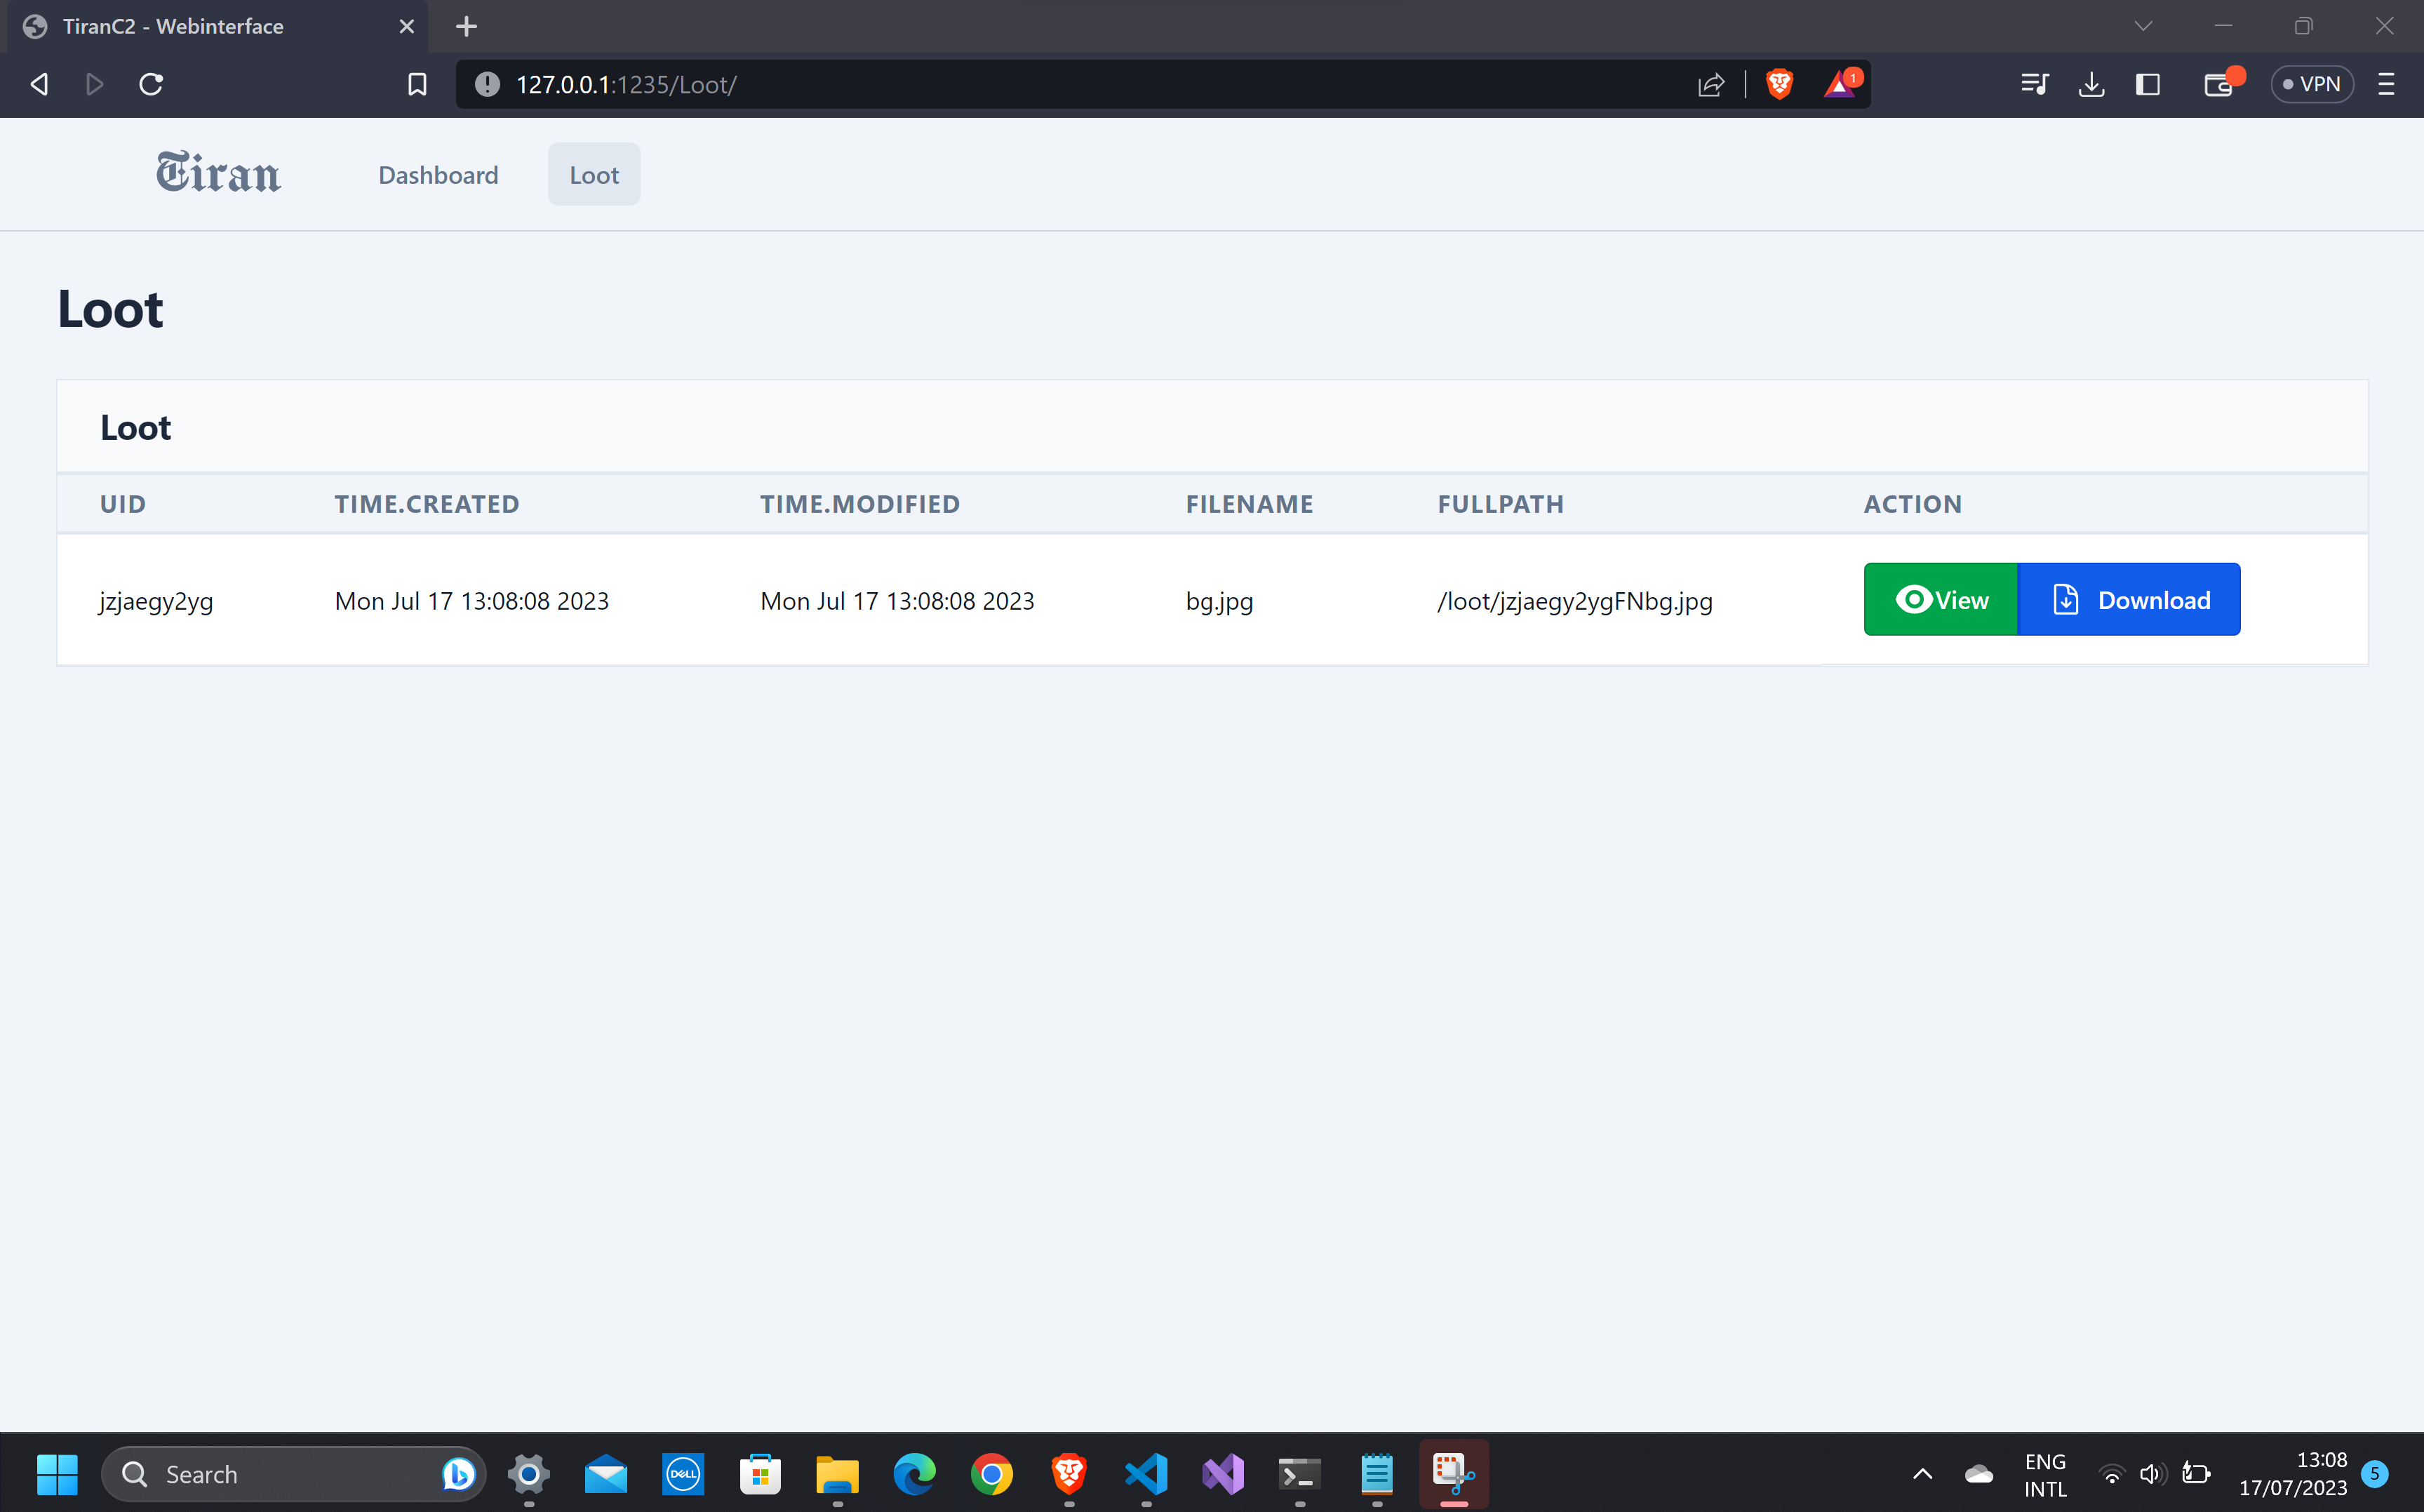 TiranC2 - Webinterface
127.0.0.1:1235/Loot/
1
VPN
Tiran Dashboard Loot
Loot
Loot
UID TIME.CREATED TIME.MODIFIED FILENAME FULLPATH ACTION
jzjaegy2yg Mon Jul 17 13:08:08 2023 Mon Jul 17 13:08:08 2023 bg.jpg /loot/jzjaegy2ygFNbg.jpg View Download
Search
DELL
ENG
INTL
13:08
17/07/2023
5